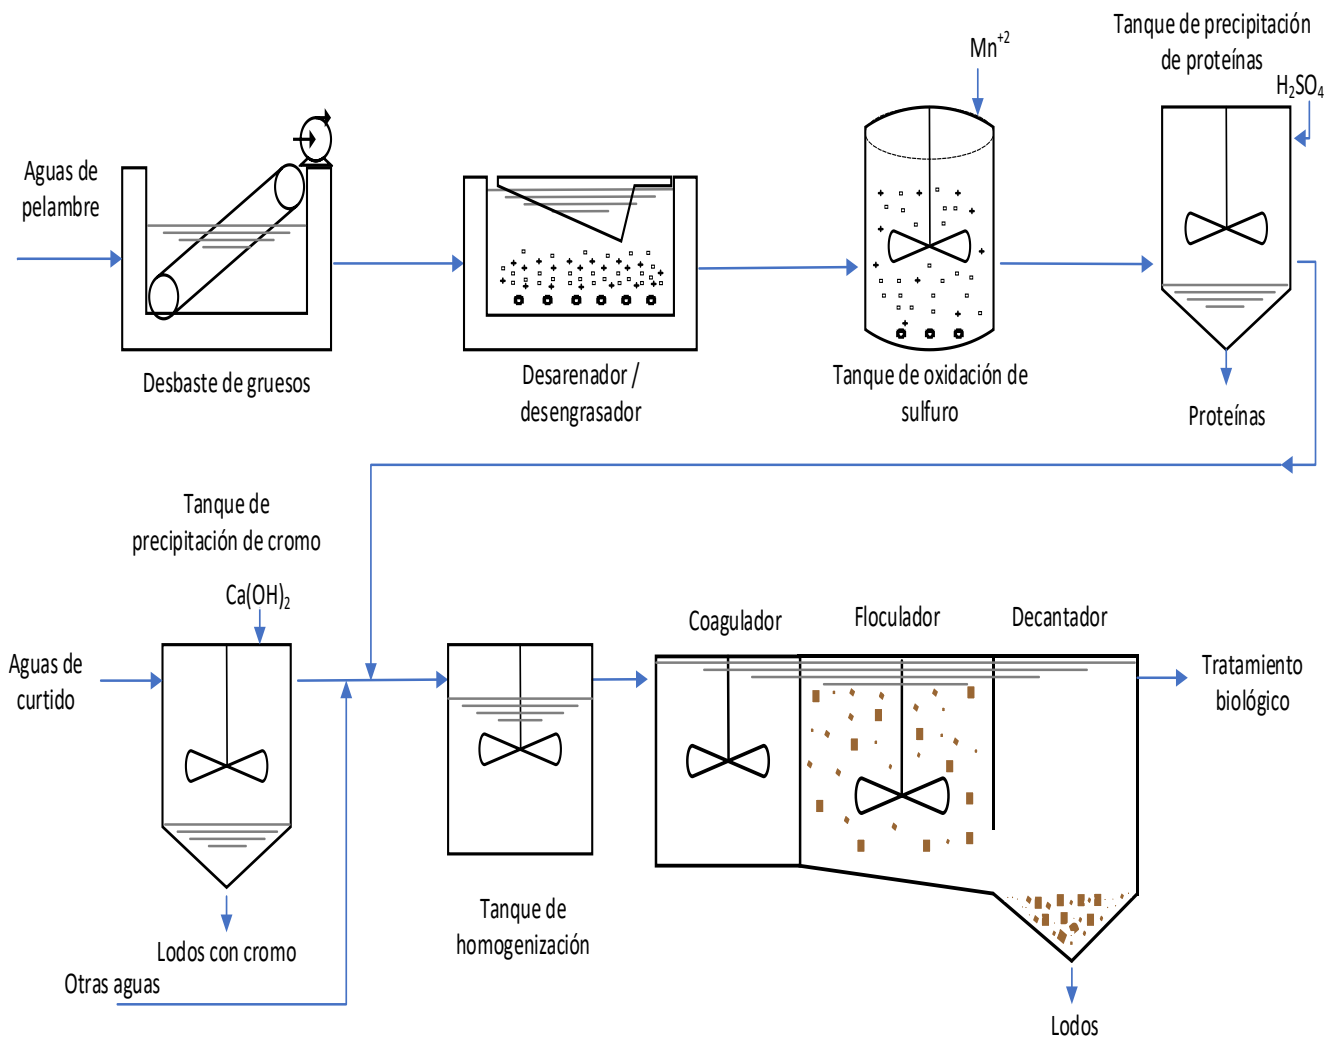 Tanque de precipitación
de proteínas
Mn+2
H2SO4
Aguas de
pelambre
Desbaste de gruesos
Desarenador /
desengrasador
Tanque de oxidación de
sulfuro
Proteínas
Tanque de
precipitación de cromo
Ca(OH)2
Coagulador
Floculador
Decantador
Aguas de
curtido
Tratamiento
biológico
Tanque de
homogenización
Lodos con cromo
Otras aguas
Lodos